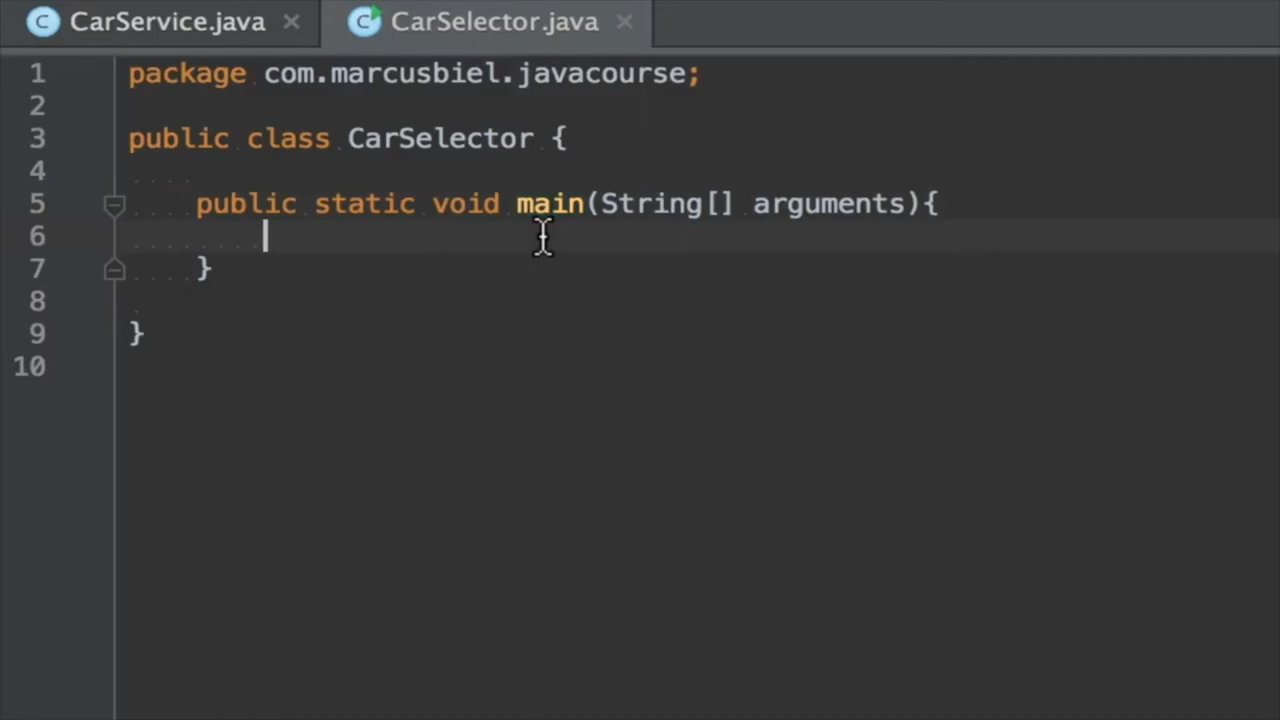 CarService.java CarSelector.java
1 package com.marcusbiel.javacourse;
2
3 public class CarSelector {
4
5 public static void main(String[] arguments){
6
7 }
8
9 }
10